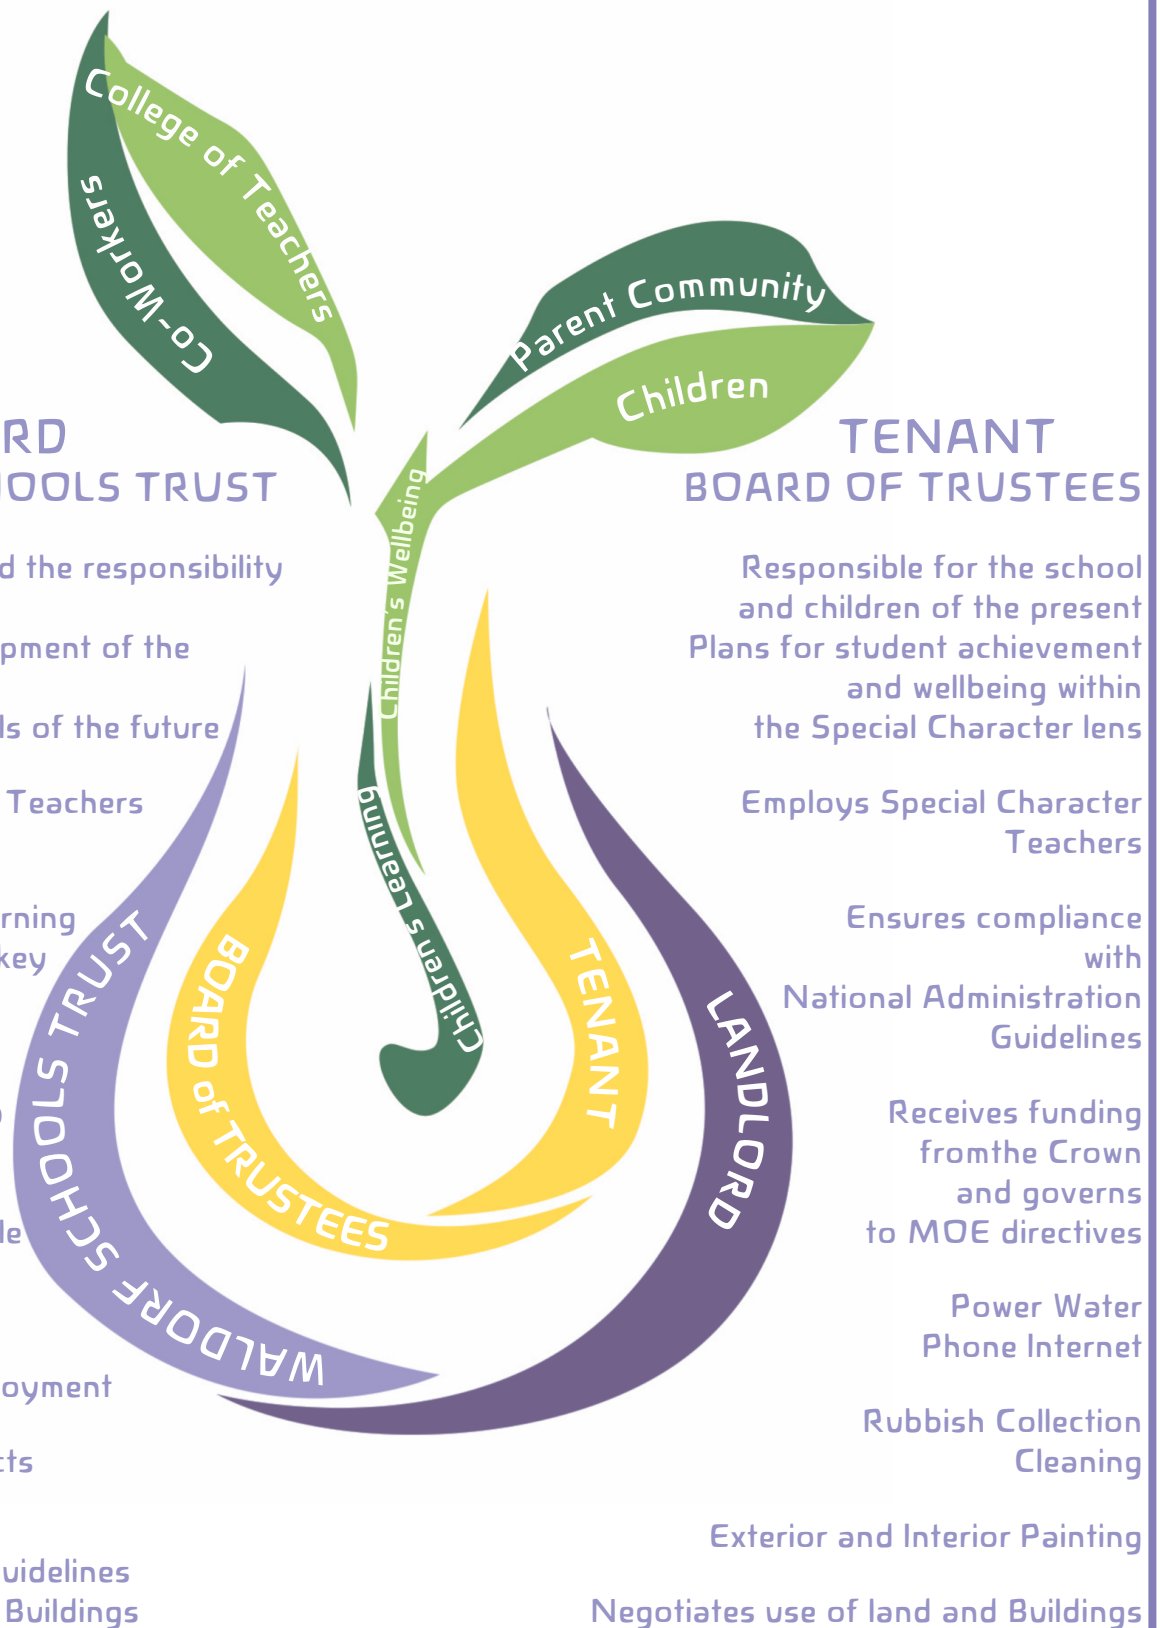 College of Teachers
Co-Workers
Parent Community
Children
RD
OOLS TRUST
d the responsibility
pment of the
ls of the future
Teachers
rning
key
le
oyment
cts
uidelines
Buildings
Children's Wellbeing
Children's Learning
WALDORF SCHOOLS TRUST
BOARD of TRUSTEES
TENANT
LANDLORD
TENANT
BOARD OF TRUSTEES
Responsible for the school
and children of the present
Plans for student achievement
and wellbeing within
the Special Character lens
Employs Special Character
Teachers
Ensures compliance
with
National Administration
Guidelines
Receives funding
fromthe Crown
and governs
to MOE directives
Power Water
Phone Internet
Rubbish Collection
Cleaning
Exterior and Interior Painting
Negotiates use of land and Buildings